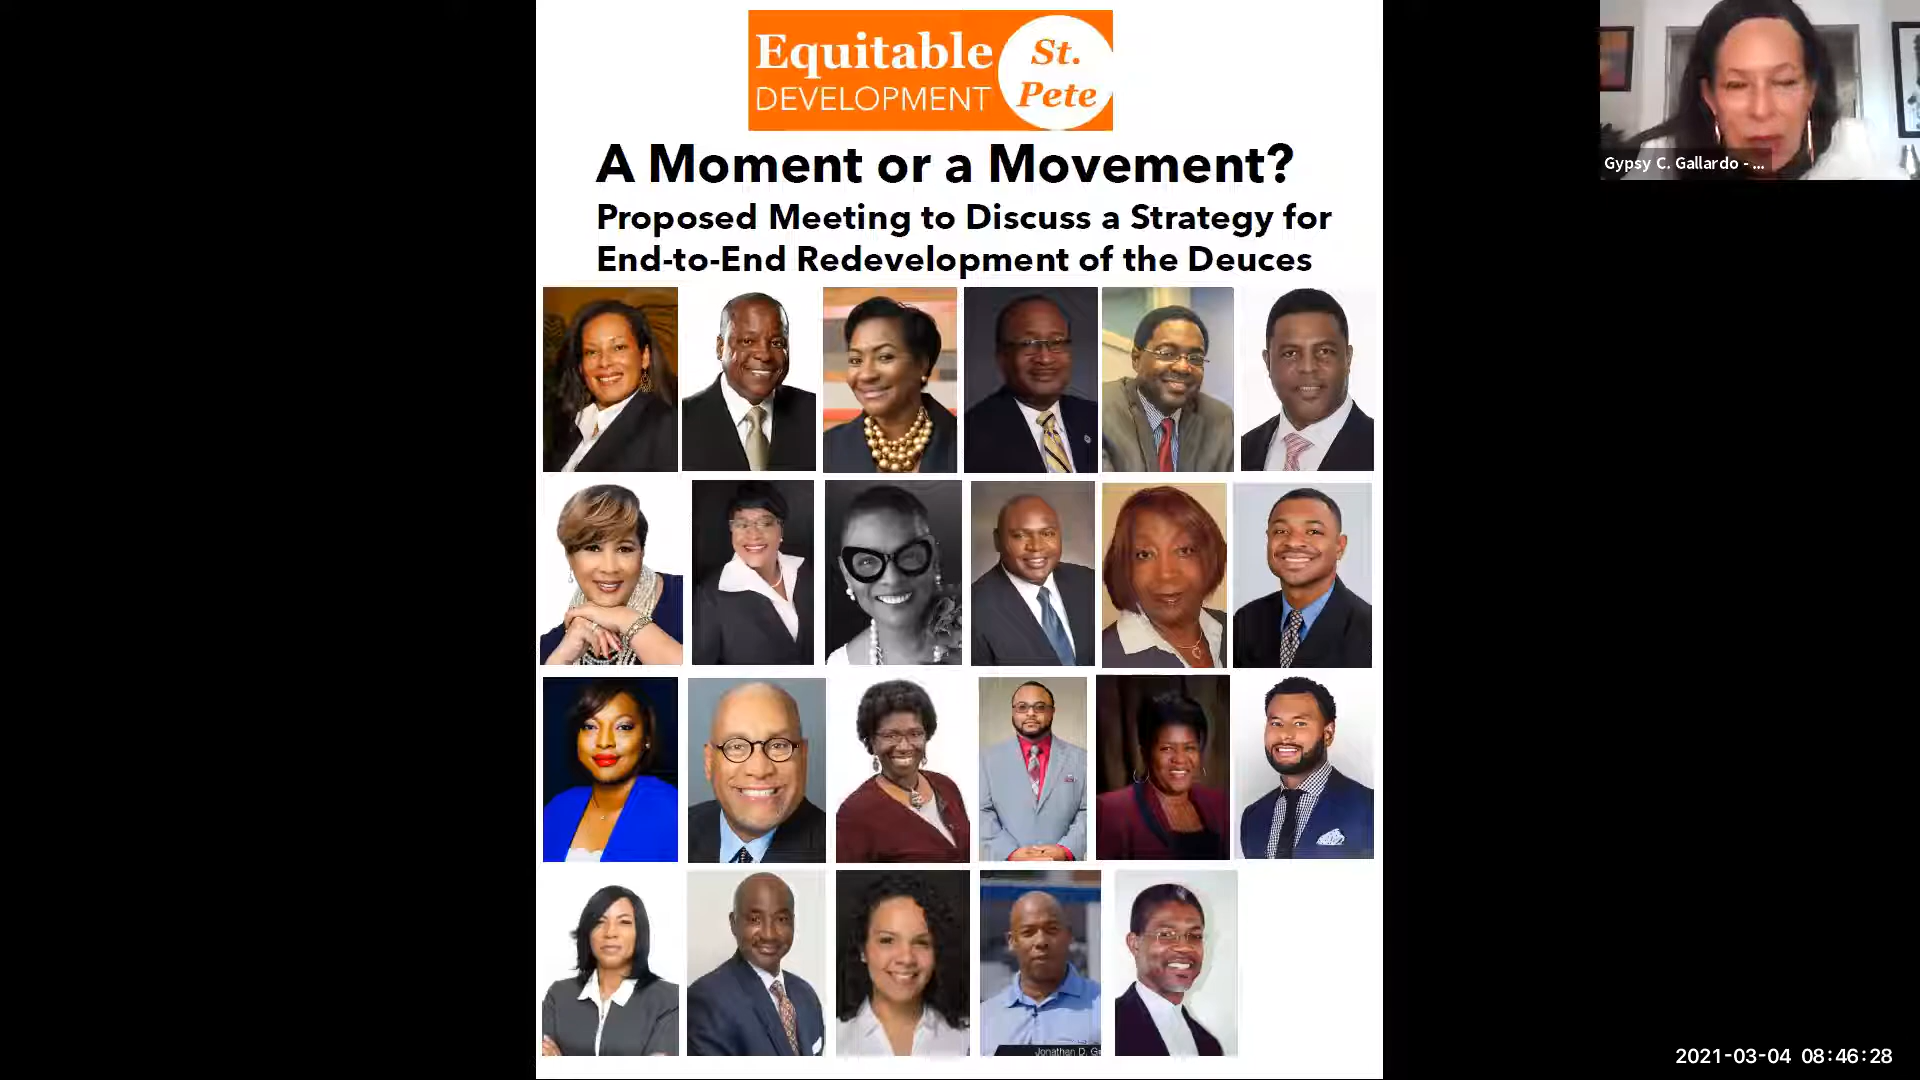 Equitable
DEVELOPMENT
St.
Pete
A Moment or a Movement?
Proposed Meeting to Discuss a Strategy for
End-to-End Redevelopment of the Deuces
Gypsy C. Gallardo - ...
Jonathan D. G
2021-03-04 08:46:28